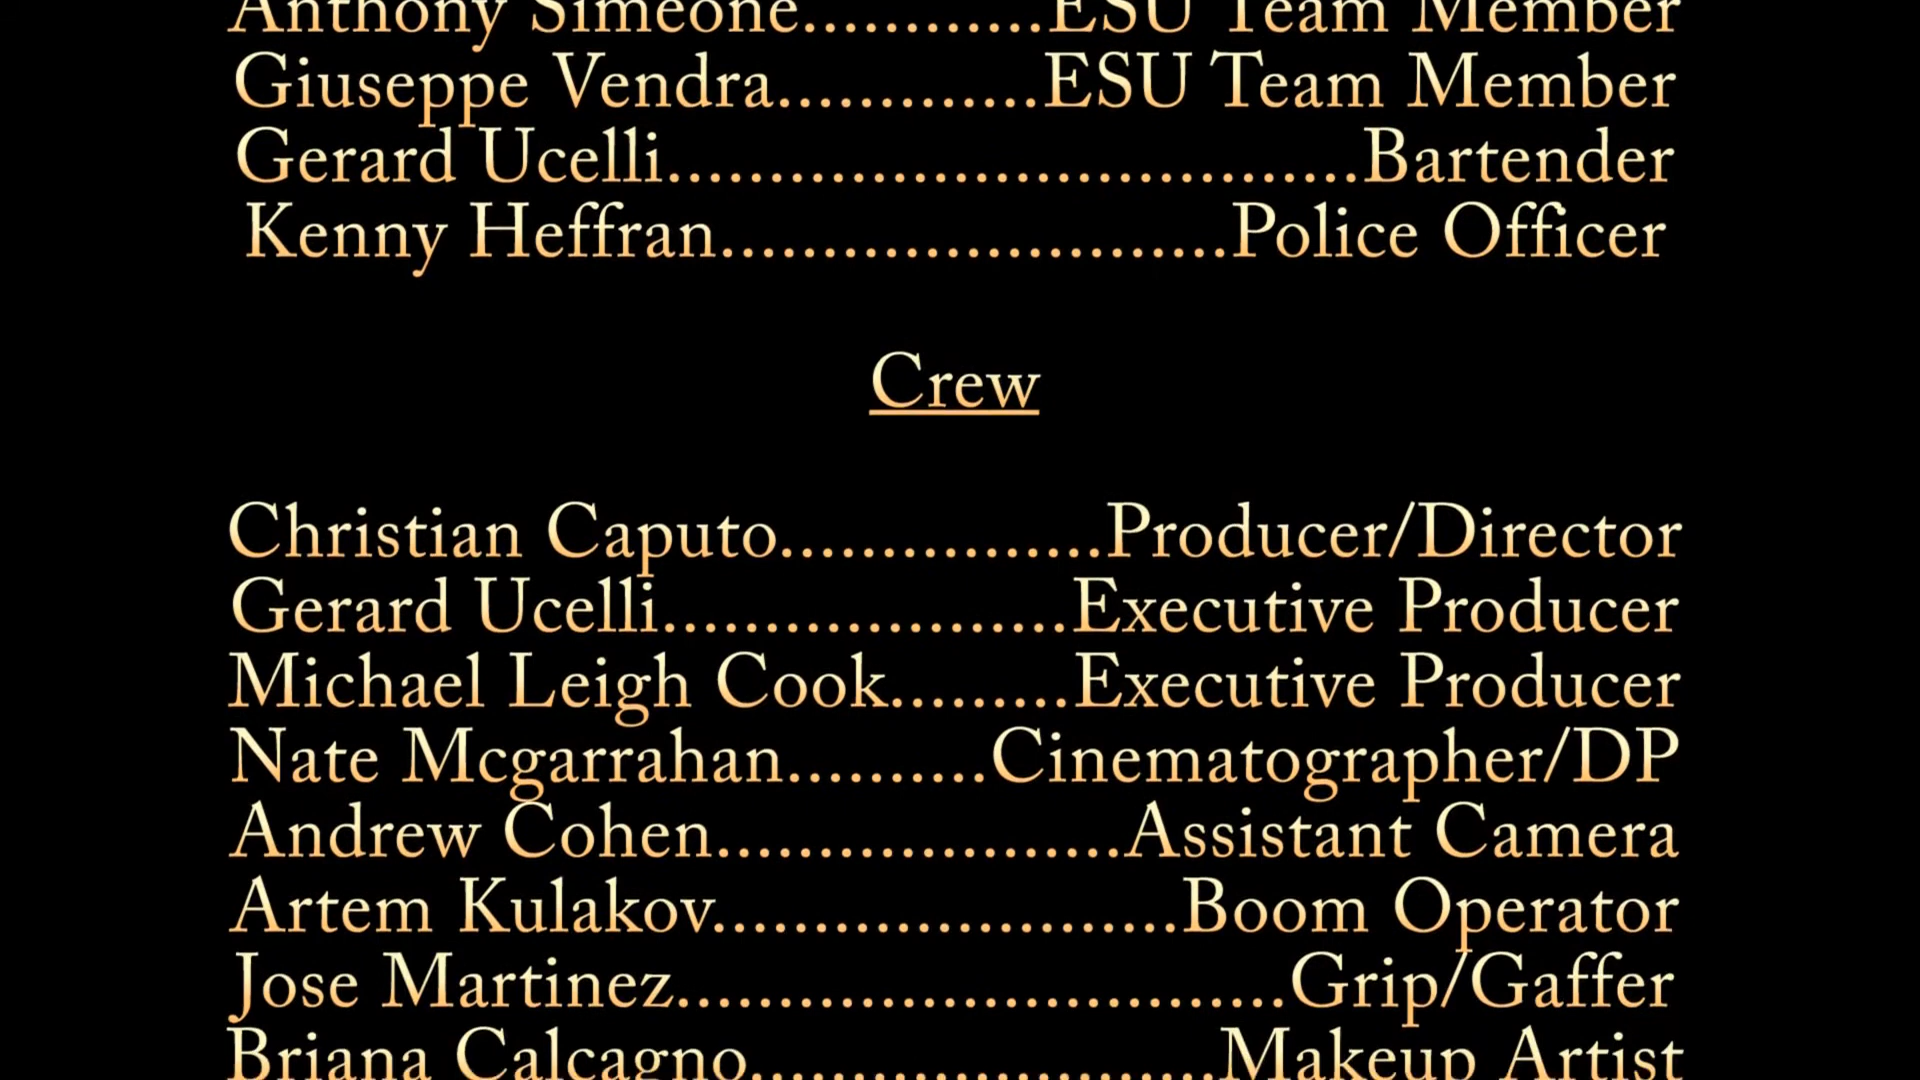 Anthony Simeone............ESU Team Member
Giuseppe Vendra.............ESU Team Member
Gerard Ucelli..................................Bartender
Kenny Heffran.........................Police Officer
Crew
Christian Caputo................Producer/Director
Gerard Ucelli....................Executive Producer
Michael Leigh Cook.........Executive Producer
Nate Mcgarrahan..........Cinematographer/DP
Andrew Cohen....................Assistant Camera
Artem Kulakov.......................Boom Operator
Jose Martinez..............................Grip/Gaffer
Briana Calcagno.......................Makeup Artist